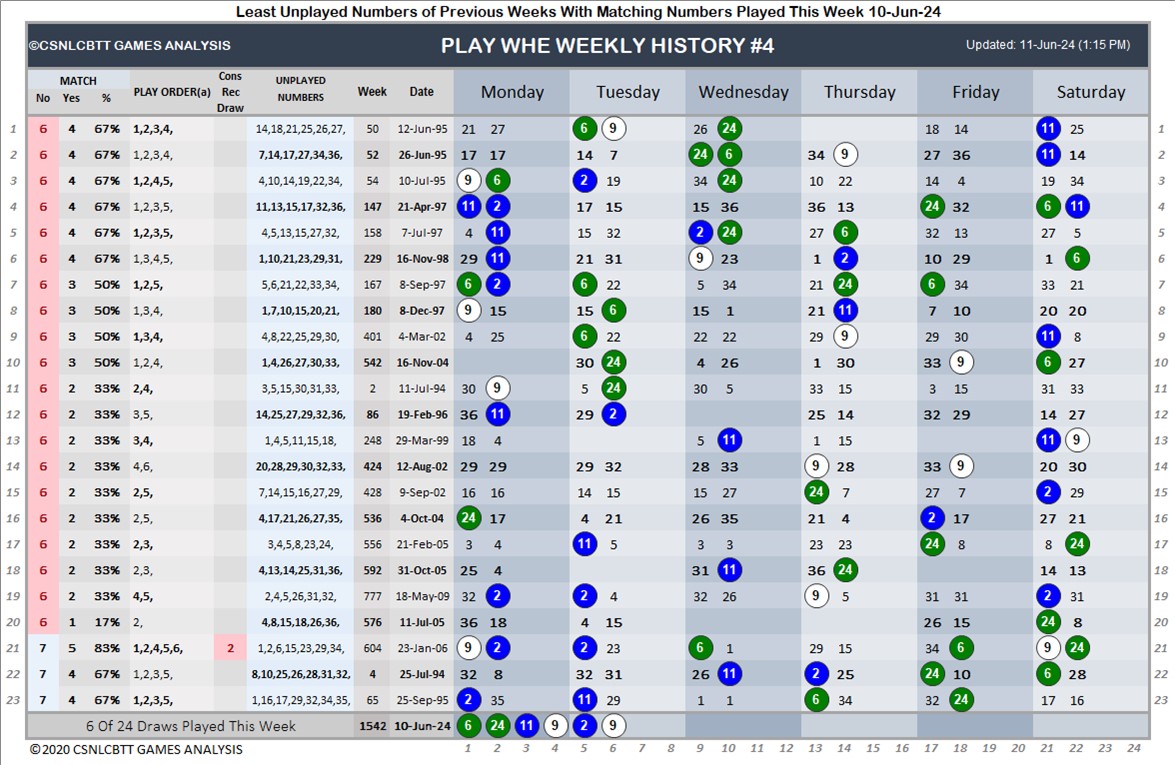 Least Unplayed Numbers of Previous Weeks With Matching Numbers Played This Week 10-Jun-24
©CSNLCBTT GAMES ANALYSIS PLAY WHE WEEKLY HISTORY #4 Updated: 11-Jun-24 (1:15 PM)
MATCH Cons Rec Draw UNPLAYED NUMBERS
No Yes % PLAY ORDER(a) Week Date Monday Tuesday Wednesday Thursday Friday Saturday
1 6 4 67% 1,2,3,4, 14,18,21,25,26,27, 50 12-Jun-95 21 27 6 9 26 24 18 14 11 25 1
2 6 4 67% 1,2,3,4, 7,14,17,27,34,36, 52 26-Jun-95 17 17 14 7 24 6 34 9 27 36 11 14 2
3 6 4 67% 1,2,4,5, 4,10,14,19,22,34, 54 10-Jul-95 9 6 2 19 34 24 10 22 14 4 19 34 3
4 6 4 67% 1,2,3,5, 11,13,15,17,32,36, 147 21-Apr-97 11 2 17 15 15 36 36 13 24 32 6 11 4
5 6 4 67% 1,2,3,5, 4,5,13,15,27,32, 158 7-Jul-97 4 11 15 32 2 24 27 6 32 13 27 5 5
6 6 4 67% 1,3,4,5, 1,10,21,23,29,31, 229 16-Nov-98 29 11 21 31 9 23 1 2 10 29 1 6 6
7 6 3 50% 1,2,5, 5,6,21,22,33,34, 167 8-Sep-97 6 2 6 22 5 34 21 24 6 34 33 21 7
8 6 3 50% 1,3,4, 1,7,10,15,20,21, 180 8-Dec-97 9 15 15 6 15 1 21 11 7 10 20 20 8
9 6 3 50% 1,3,4, 4,8,22,25,29,30, 401 4-Mar-02 4 25 6 22 22 22 29 9 29 30 11 8 9
10 6 3 50% 1,2,4, 1,4,26,27,30,33, 542 16-Nov-04 30 24 4 26 1 30 33 9 6 27 10
11 6 2 33% 2,4, 3,5,15,30,31,33, 2 11-Jul-94 30 9 5 24 30 5 33 15 3 15 31 33 11
12 6 2 33% 3,5, 14,25,27,29,32,36, 86 19-Feb-96 36 11 29 2 25 14 32 29 14 27 12
13 6 2 33% 3,4, 1,4,5,11,15,18, 248 29-Mar-99 18 4 5 11 1 15 11 9 13
14 6 2 33% 4,6, 20,28,29,30,32,33, 424 12-Aug-02 29 29 29 32 28 33 9 28 33 9 20 30 14
15 6 2 33% 2,5, 7,14,15,16,27,29, 428 9-Sep-02 16 16 14 15 15 27 24 7 27 7 2 29 15
16 6 2 33% 2,5, 4,17,21,26,27,35, 536 4-Oct-04 24 17 4 21 26 35 21 4 2 17 27 21 16
17 6 2 33% 2,3, 3,4,5,8,23,24, 556 21-Feb-05 3 4 11 5 3 3 23 23 24 8 8 24 17
18 6 2 33% 2,3, 4,13,14,25,31,36, 592 31-Oct-05 25 4 31 11 36 24 14 13 18
19 6 2 33% 4,5, 2,4,5,26,31,32, 777 18-May-09 32 2 2 4 32 26 9 5 31 31 2 31 19
20 6 1 17% 2, 4,8,15,18,26,36, 576 11-Jul-05 36 18 4 15 26 15 24 8 20
21 7 5 83% 1,2,4,5,6, 2 1,2,6,15,23,29,34, 604 23-Jan-06 9 2 2 23 6 1 29 15 34 6 9 24 21
22 7 4 67% 1,2,3,5, 8,10,25,26,28,31,32, 4 25-Jul-94 32 8 32 31 26 11 2 25 24 10 6 28 22
23 7 4 67% 1,2,3,5, 1,16,17,29,32,34,35, 65 25-Sep-95 2 35 11 29 1 1 6 34 32 24 17 16 23
6 Of 24 Draws Played This Week 1542 10-Jun-24 6 24 11 9 2 9
©2020 CSNLCBTT GAMES ANALYSIS 1 2 3 4 5 6 7 8 9 10 11 12 13 14 15 16 17 18 19 20 21 22 23 24